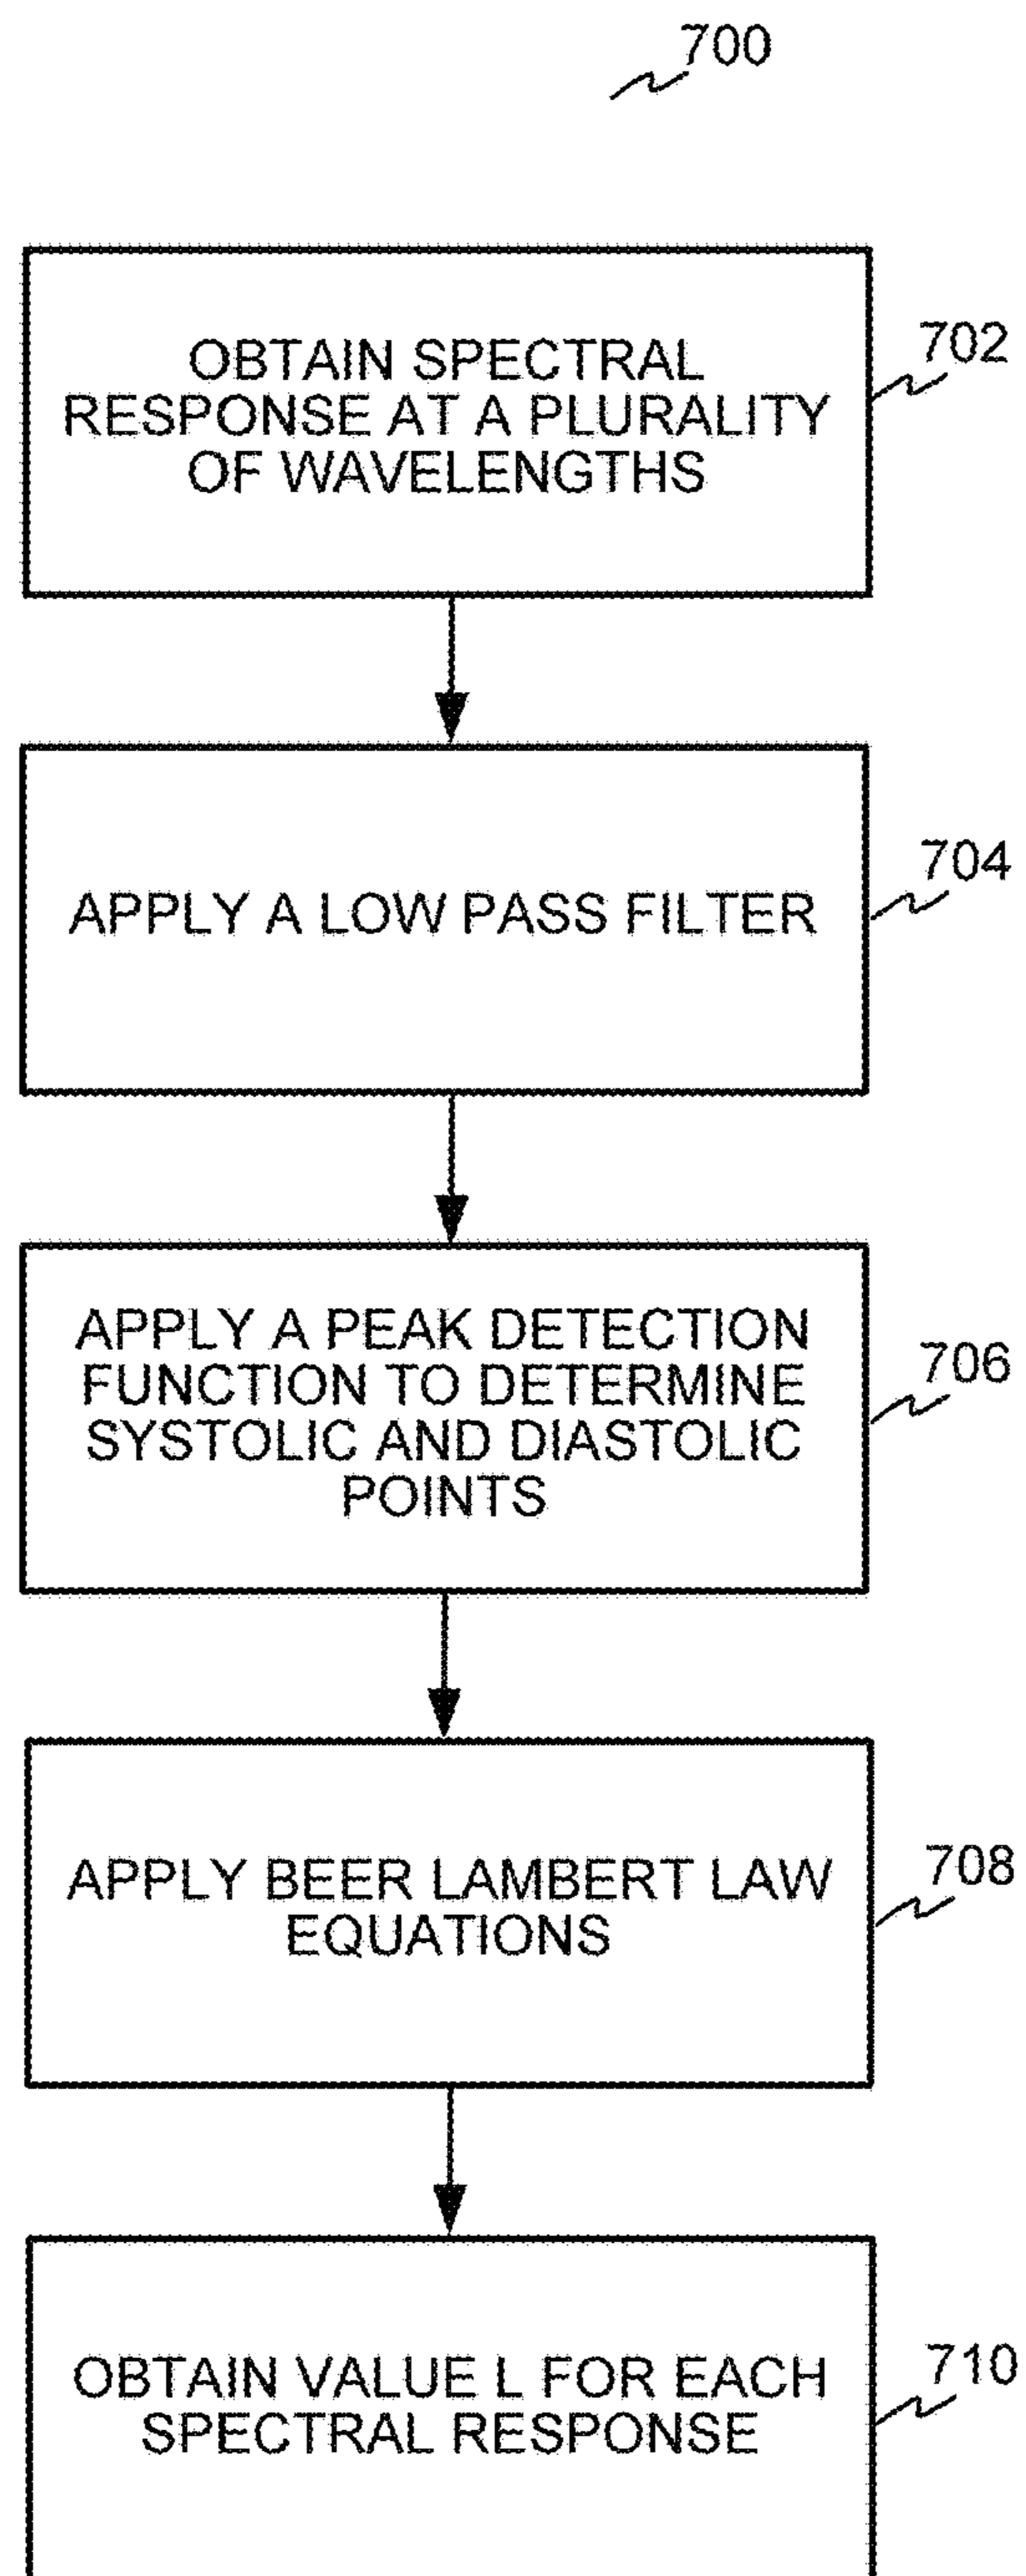 700
OBTAIN SPECTRAL
RESPONSE AT A PLURALITY
OF WAVELENGTHS
702
APPLY A LOW PASS FILTER
704
APPLY A PEAK DETECTION
FUNCTION TO DETERMINE
SYSTOLIC AND DIASTOLIC
POINTS
706
APPLY BEER LAMBERT LAW
EQUATIONS
708
OBTAIN VALUE L FOR EACH
SPECTRAL RESPONSE
710